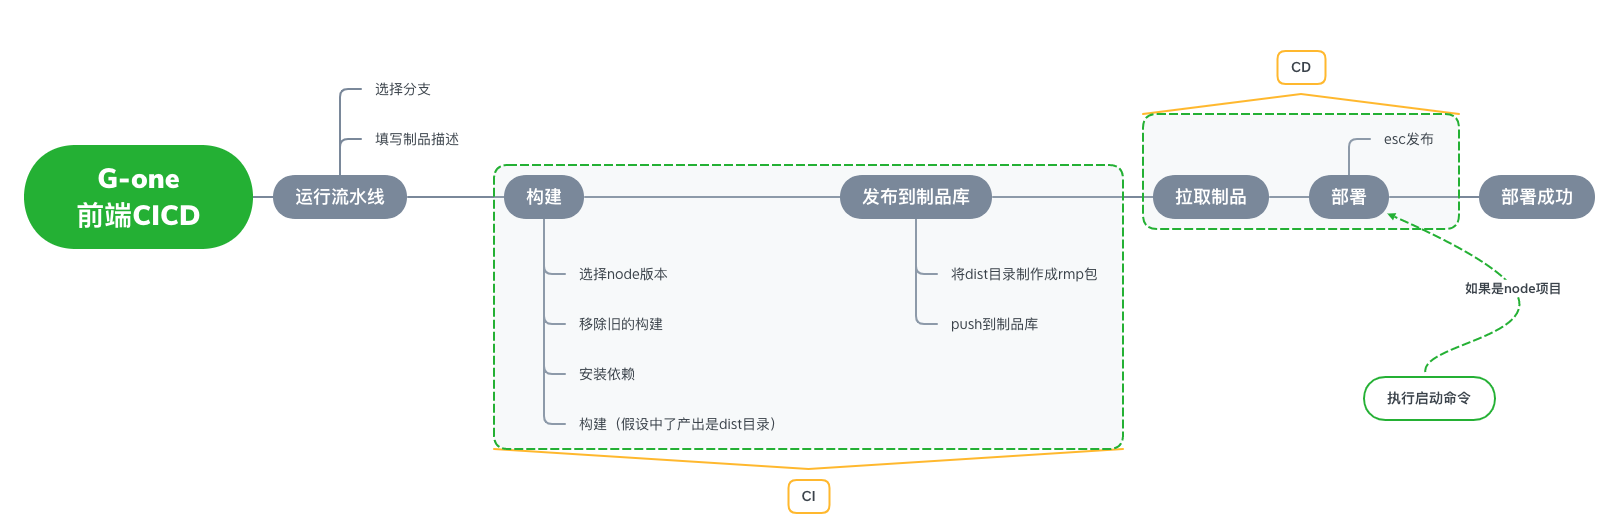 G-one
前端CICD
运行流水线
选择分支
填写制品描述
构建
选择node版本
移除旧的构建
安装依赖
构建（假设中了产出是dist目录）
发布到制品库
将dist目录制作成rmp包
push到制品库
CI
CD
拉取制品
部署
esc发布
部署成功
如果是node项目
执行启动命令